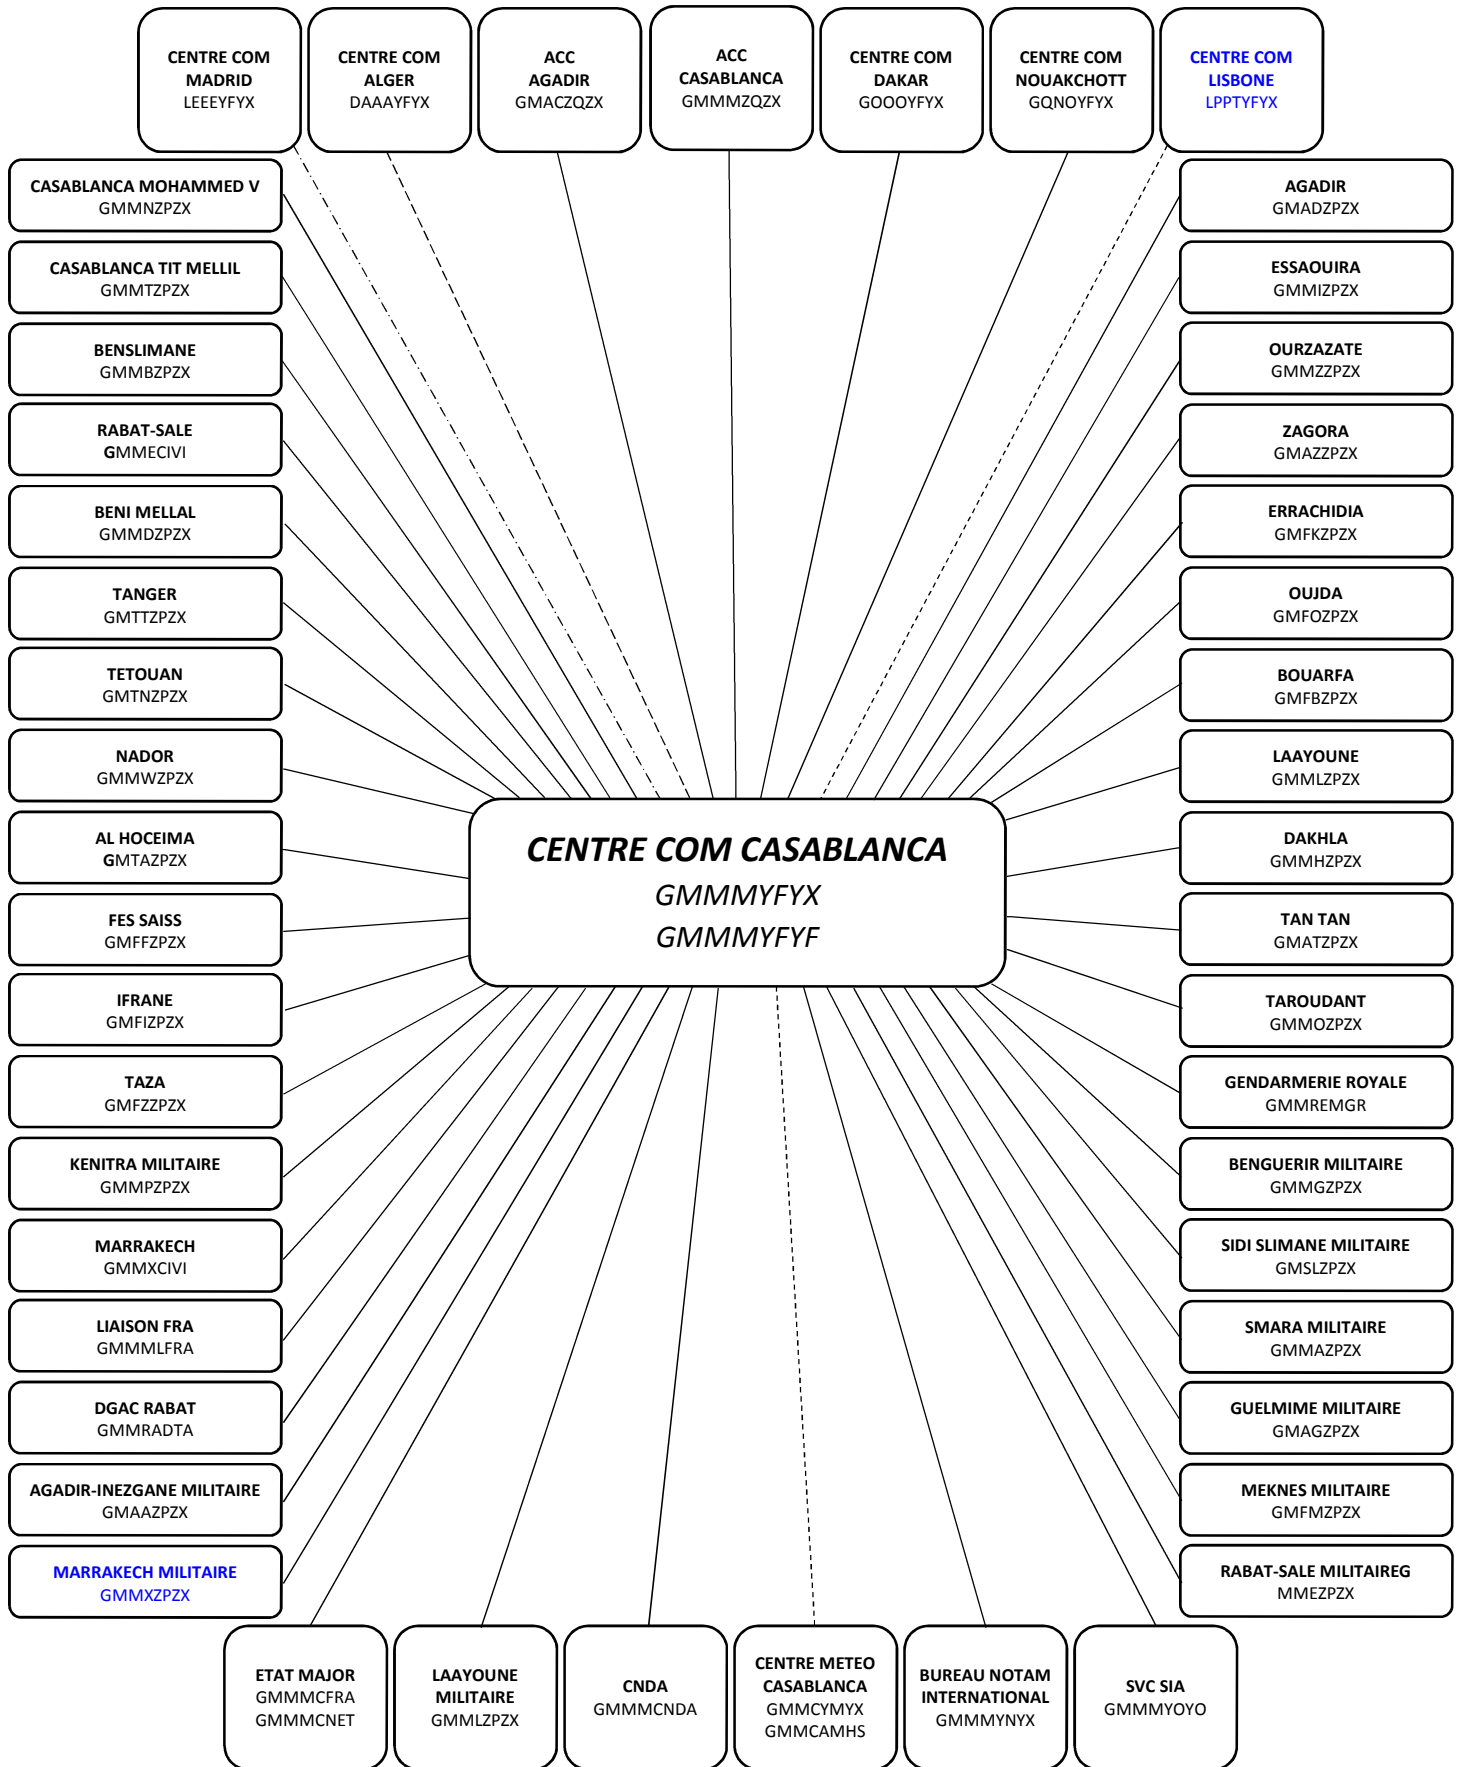 CENTRE COM
MADRID
LEEEYFYX
CENTRE COM
ALGER
DAAAYFYX
ACC
AGADIR
GMACZQZX
ACC
CASABLANCA
GMMMZQZX
CENTRE COM
DAKAR
GOOOYFYX
CENTRE COM
NOUAKCHOTT
GQNOYFYX
CENTRE COM
LISBONE
LPPTYFYX
CASABLANCA MOHAMMED V
GMMNZPZX
CASABLANCA TIT MELLIL
GMMTZPZX
BENSLIMANE
GMMBZPZX
RABAT-SALE
GMMECIVI
BENI MELLAL
GMMDZPZX
TANGER
GMTTZPZX
TETOUAN
GMTNZPZX
NADOR
GMMWZPZX
AL HOCEIMA
GMTAZPZX
FES SAISS
GMFFZPZX
IFRANE
GMFIZPZX
TAZA
GMFZZPZX
KENITRA MILITAIRE
GMMPZPZX
MARRAKECH
GMMXCIVI
LIAISON FRA
GMMMLFRA
DGAC RABAT
GMMRADTA
AGADIR-INEZGANE MILITAIRE
GMAAZPZX
MARRAKECH MILITAIRE
GMMXZPZX
CENTRE COM CASABLANCA
GMMMYFYX
GMMMYFYF
AGADIR
GMADZPZX
ESSAOUIRA
GMMIZPZX
OURZAZATE
GMMZZPZX
ZAGORA
GMAZZPZX
ERRACHIDIA
GMFKZPZX
OUJDA
GMFOZPZX
BOUARFA
GMFBZPZX
LAAYOUNE
GMMLZPZX
DAKHLA
GMMHZPZX
TAN TAN
GMATZPZX
TAROUDANT
GMMOZPZX
GENDARMERIE ROYALE
GMMREMGR
BENGUERIR MILITAIRE
GMMGZPZX
SIDI SLIMANE MILITAIRE
GMSLZPZX
SMARA MILITAIRE
GMMAZPZX
GUELMIME MILITAIRE
GMAGZPZX
MEKNES MILITAIRE
GMFMZPZX
RABAT-SALE MILITAIREG
MMEZPZX
ETAT MAJOR
GMMMCFRA
GMMMCNET
LAAYOUNE
MILITAIRE
GMMLZPZX
CNDA
GMMMCNDA
CENTRE METEO
CASABLANCA
GMMCYMYX
GMMCAMHS
BUREAU NOTAM
INTERNATIONAL
GMMMYNYX
SVC SIA
GMMMYOYO